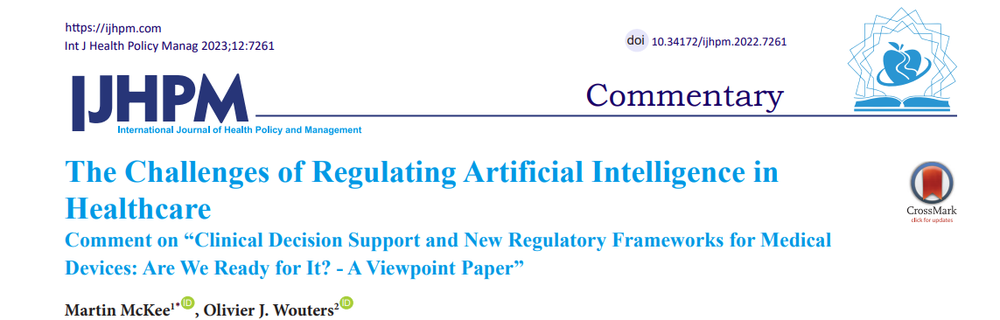 https://ijhpm.com
Int J Health Policy Manag 2023;12:7261
doi 10.34172/ijhpm.2022.7261
IJHPM
International Journal of Health Policy and Management
Commentary
The Challenges of Regulating Artificial Intelligence in
Healthcare
Comment on “Clinical Decision Support and New Regulatory Frameworks for Medical
Devices: Are We Ready for It? - A Viewpoint Paper”
CrossMark
click for updates
Martin McKee1* iD, Olivier J. Wouters2 iD